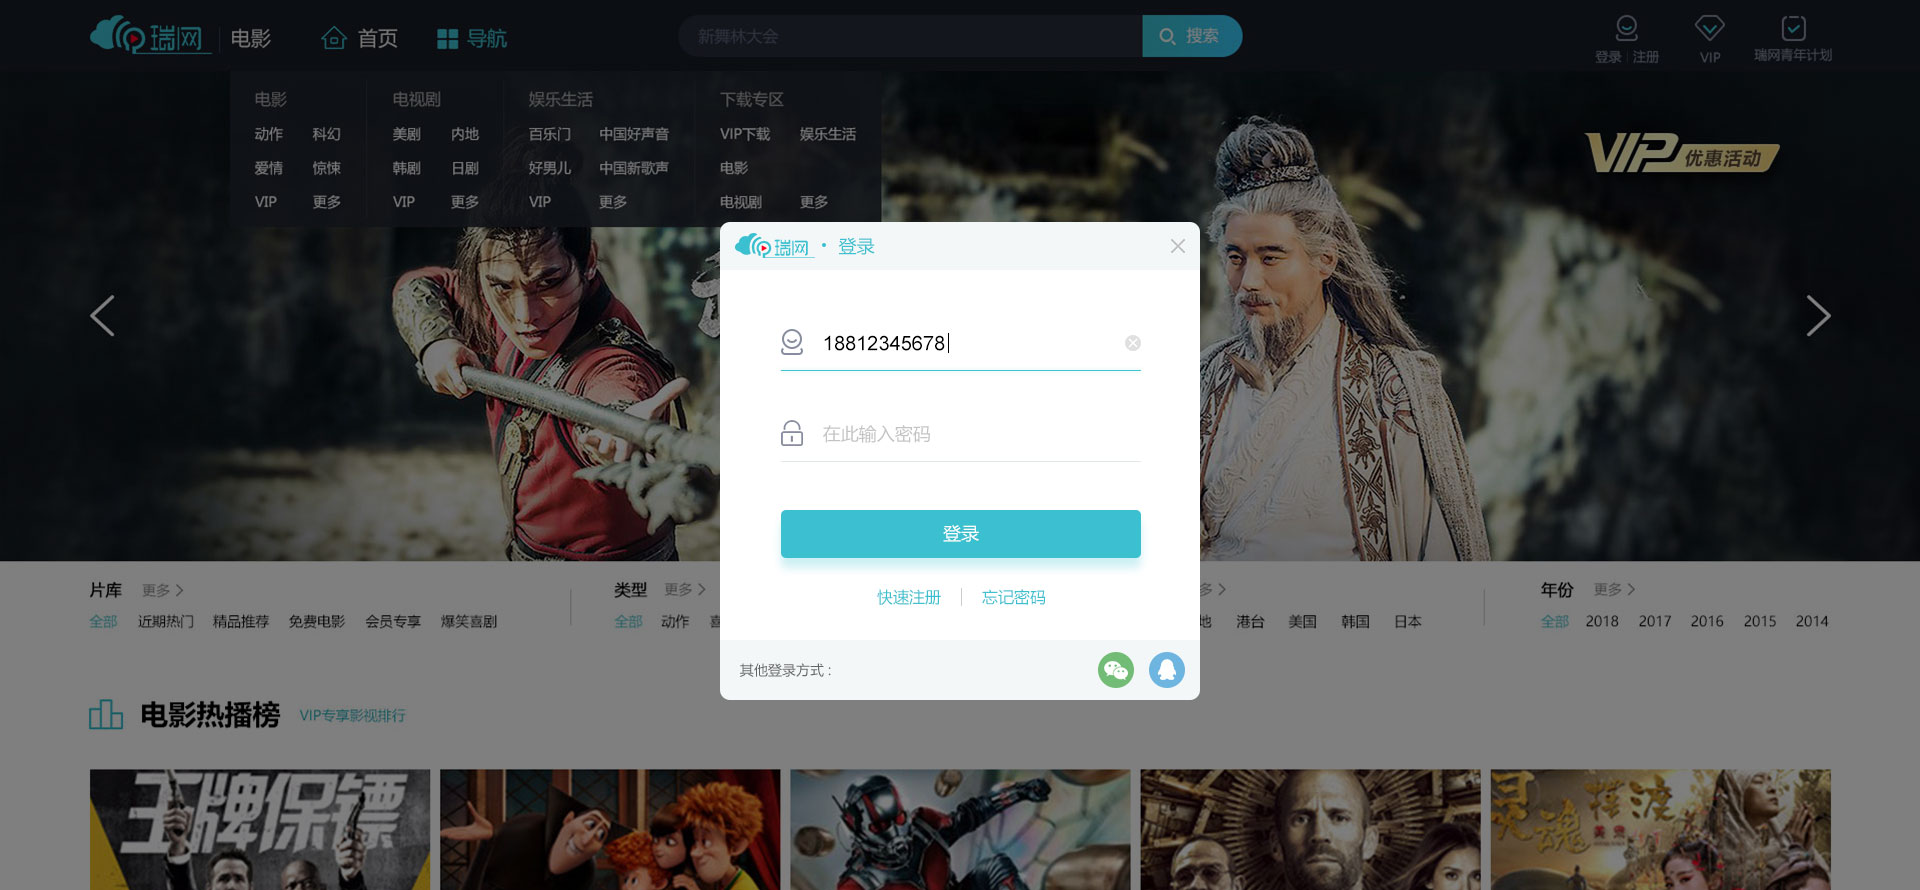 瑞网 电影 首页 导航 新舞林大会 搜索 登录 注册 VIP 瑞网青年计划
电影 电视剧 娱乐生活 下载专区
动作 科幻 美剧 内地 百乐门 中国好声音 VIP下载 娱乐生活
爱情 惊悚 韩剧 日剧 好男儿 中国新歌声 电影
VIP 更多 VIP 更多 VIP 更多 电视剧 更多
VIP 优惠活动
瑞网 · 登录
18812345678
在此输入密码
登录
快速注册 忘记密码
其他登录方式 :
片库 更多 类型 更多 多 年份 更多
全部 近期热门 精品推荐 免费电影 会员专享 爆笑喜剧 全部 动作 地 港台 美国 韩国 日本 全部 2018 2017 2016 2015 2014
电影热播榜 VIP专享影视排行
王牌保镖
灵魂摆渡
黄泉